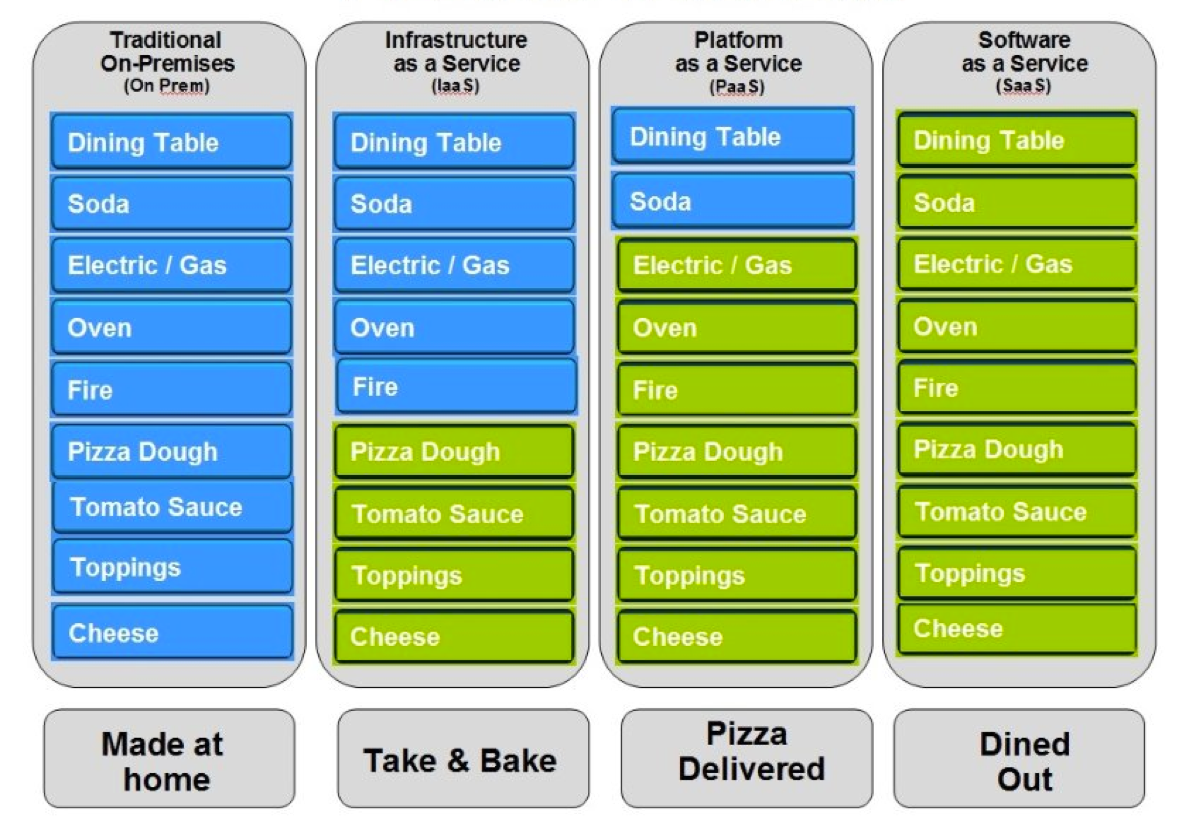 Traditional
On-Premises
(On Prem)
Dining Table
Soda
Electric / Gas
Oven
Fire
Pizza Dough
Tomato Sauce
Toppings
Cheese
Made at
home
Infrastructure
as a Service
(IaaS)
Dining Table
Soda
Electric / Gas
Oven
Fire
Pizza Dough
Tomato Sauce
Toppings
Cheese
Take & Bake
Platform
as a Service
(PaaS)
Dining Table
Soda
Electric / Gas
Oven
Fire
Pizza Dough
Tomato Sauce
Toppings
Cheese
Pizza
Delivered
Software
as a Service
(SaaS)
Dining Table
Soda
Electric / Gas
Oven
Fire
Pizza Dough
Tomato Sauce
Toppings
Cheese
Dined
Out